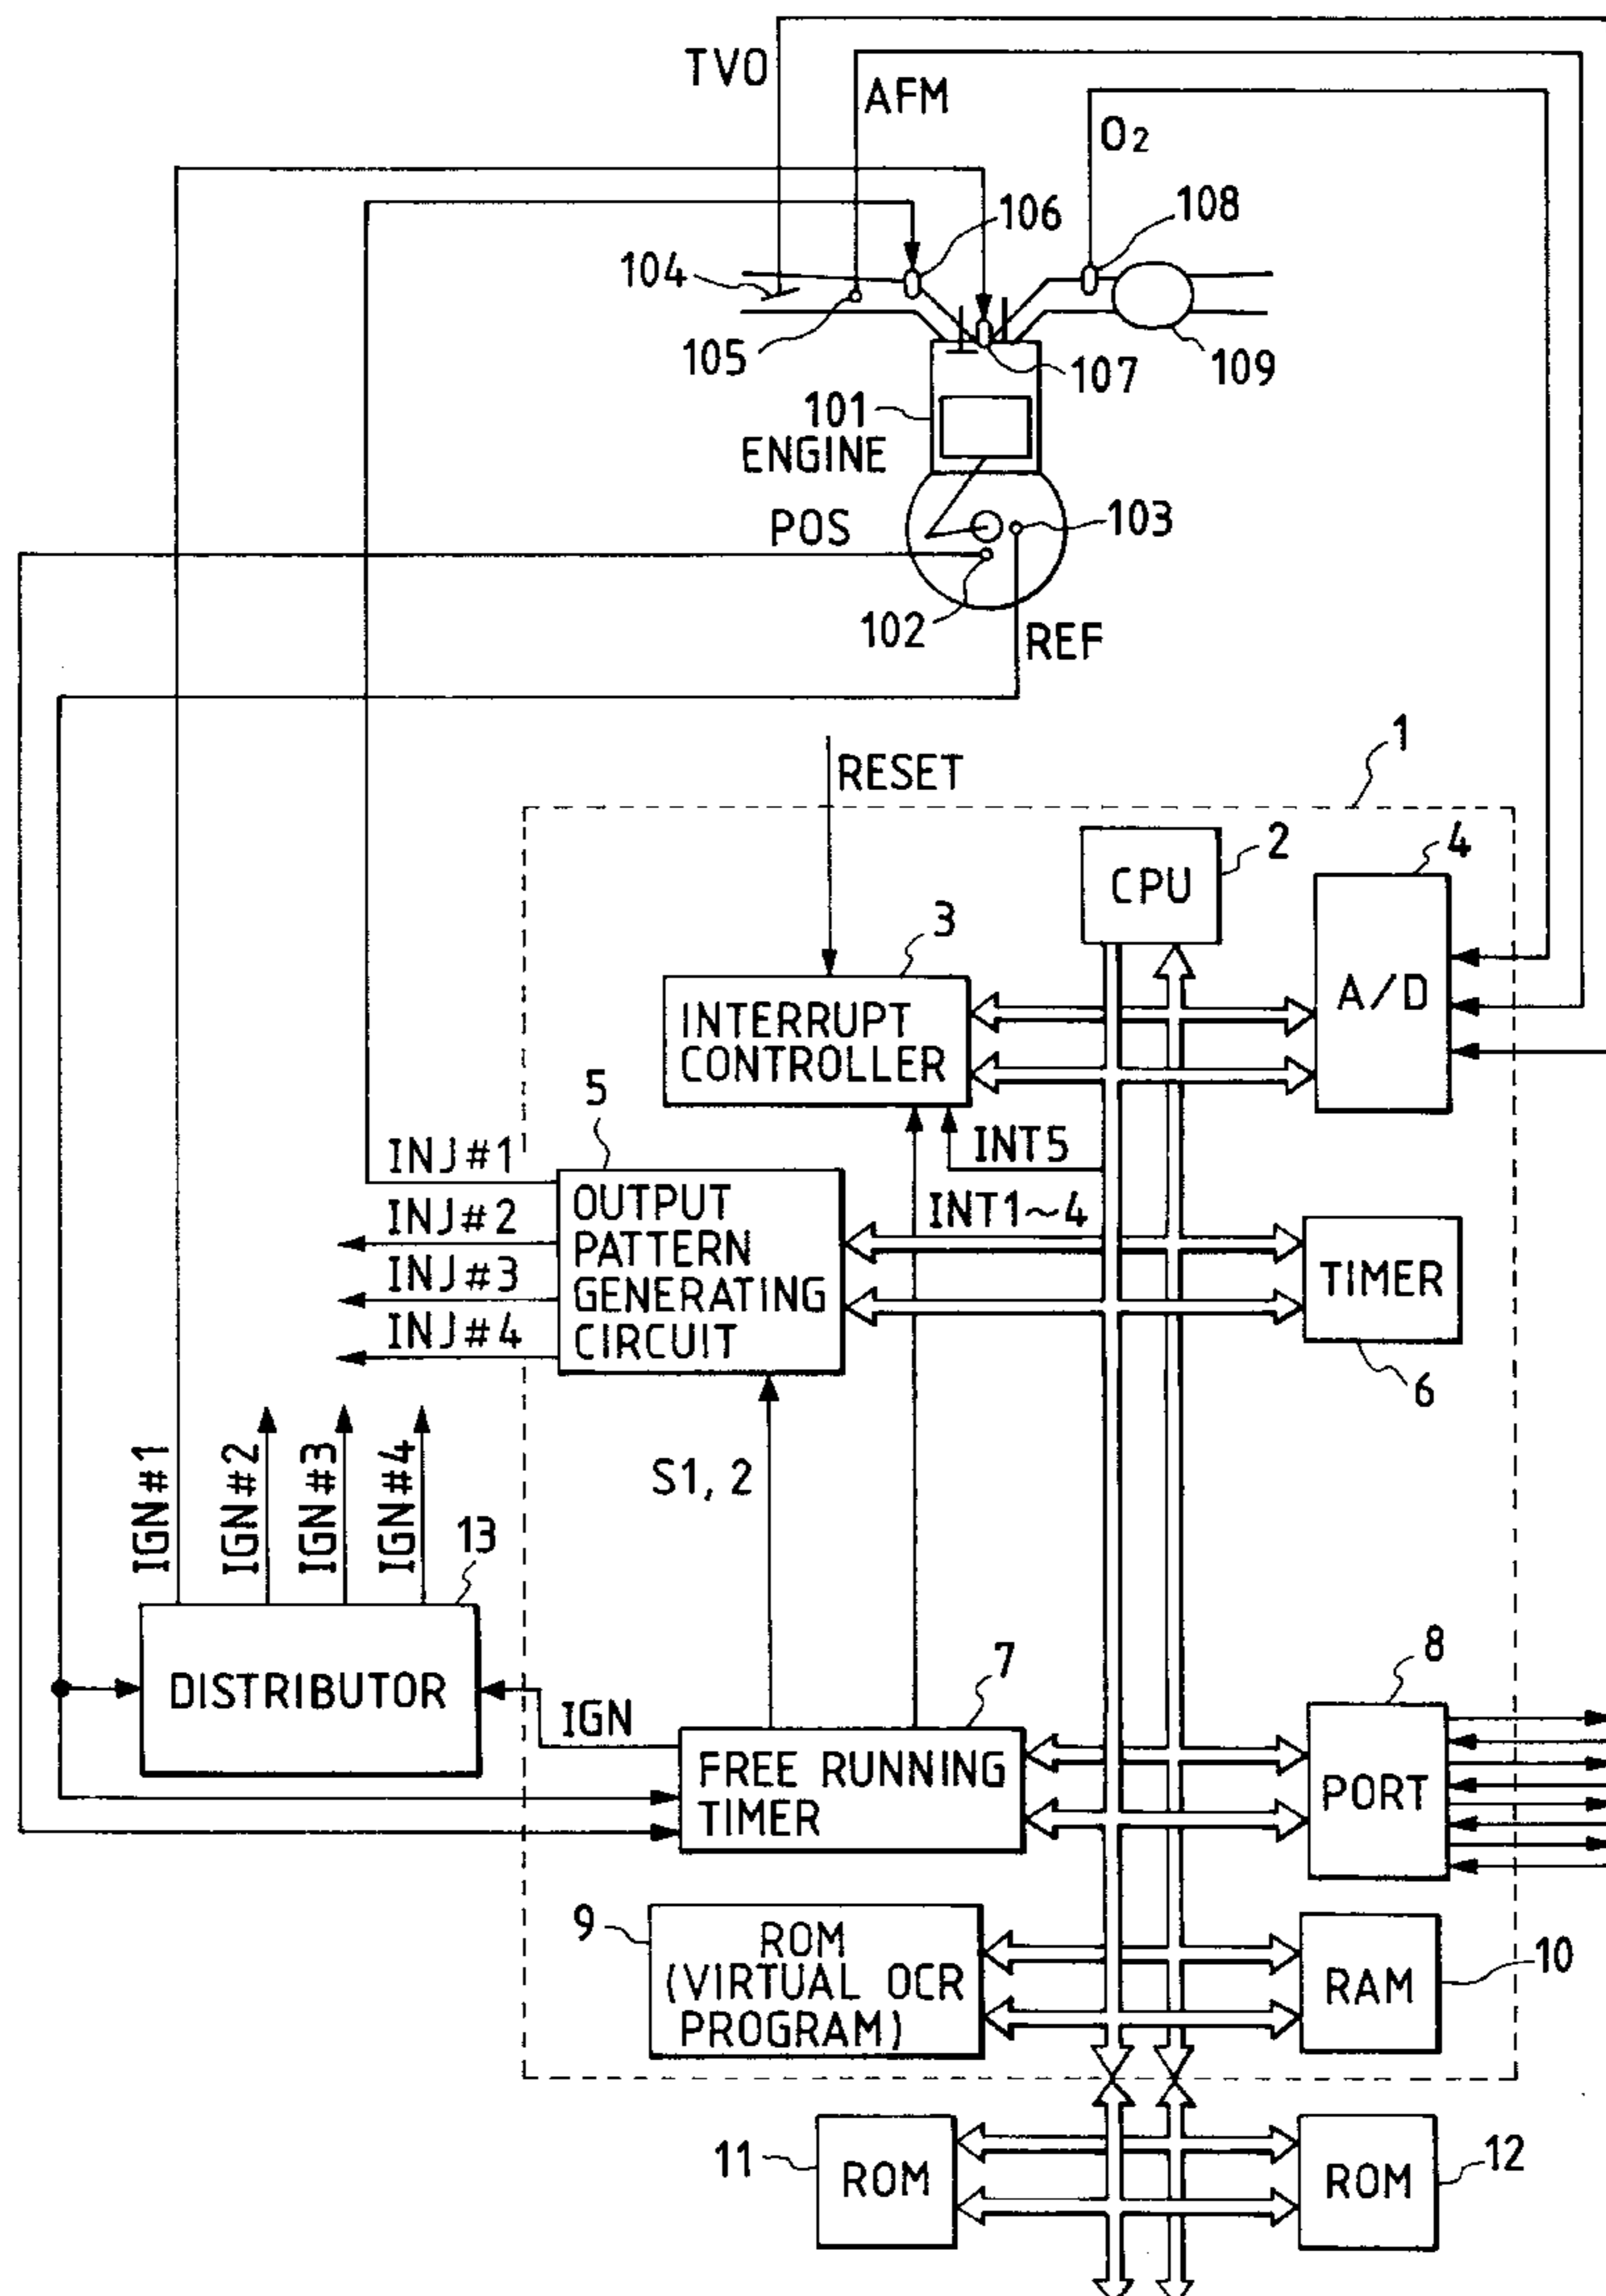 TVO
AFM
O2
106
108
104
105
107
109
101
ENGINE
POS
103
102
REF
1
RESET
2
CPU
4
3
A/D
INTERRUPT
CONTROLLER
5
INT5
INJ#1
INT1~4
OUTPUT
PATTERN
GENERATING
CIRCUIT
INJ#2
INJ#3
INJ#4
TIMER
6
IGN#1
IGN#2
IGN#3
IGN#4
S1, 2
13
8
7
DISTRIBUTOR
IGN
FREE RUNNING
TIMER
PORT
9
ROM
(VIRTUAL OCR
PROGRAM)
RAM
10
11
ROM
ROM
12